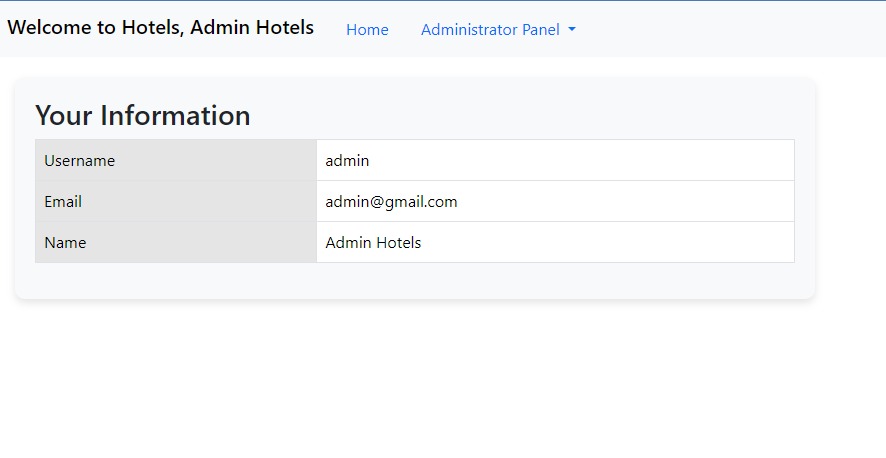 Welcome to Hotels, Admin Hotels Home Administrator Panel
Your Information
Username admin
Email admin@gmail.com
Name Admin Hotels